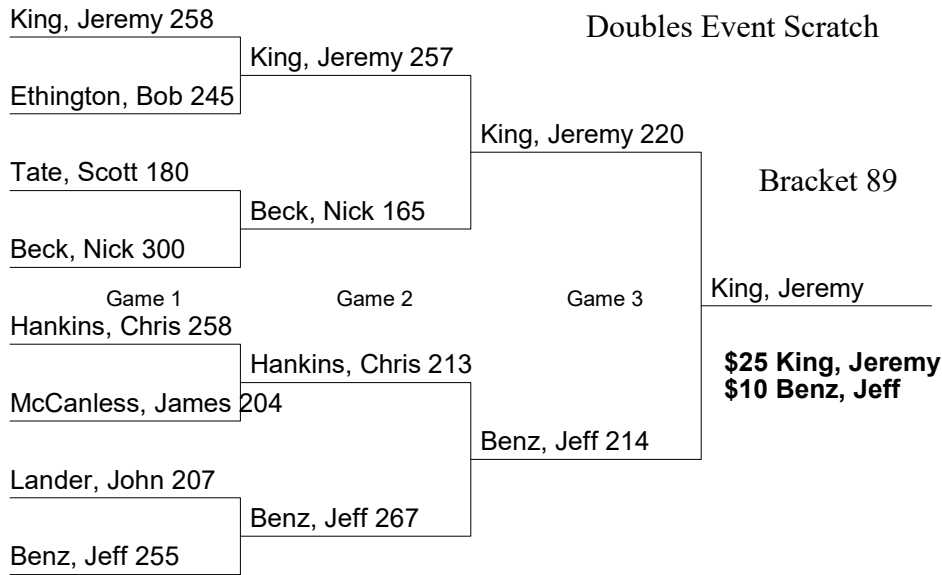 King, Jeremy 258
Doubles Event Scratch
King, Jeremy 257
Ethington, Bob 245
King, Jeremy 220
Tate, Scott 180
Bracket 89
Beck, Nick 165
Beck, Nick 300
Game 1
Game 2
Game 3
King, Jeremy
Hankins, Chris 258
Hankins, Chris 213
$25 King, Jeremy
$10 Benz, Jeff
McCanless, James 204
Benz, Jeff 214
Lander, John 207
Benz, Jeff 267
Benz, Jeff 255